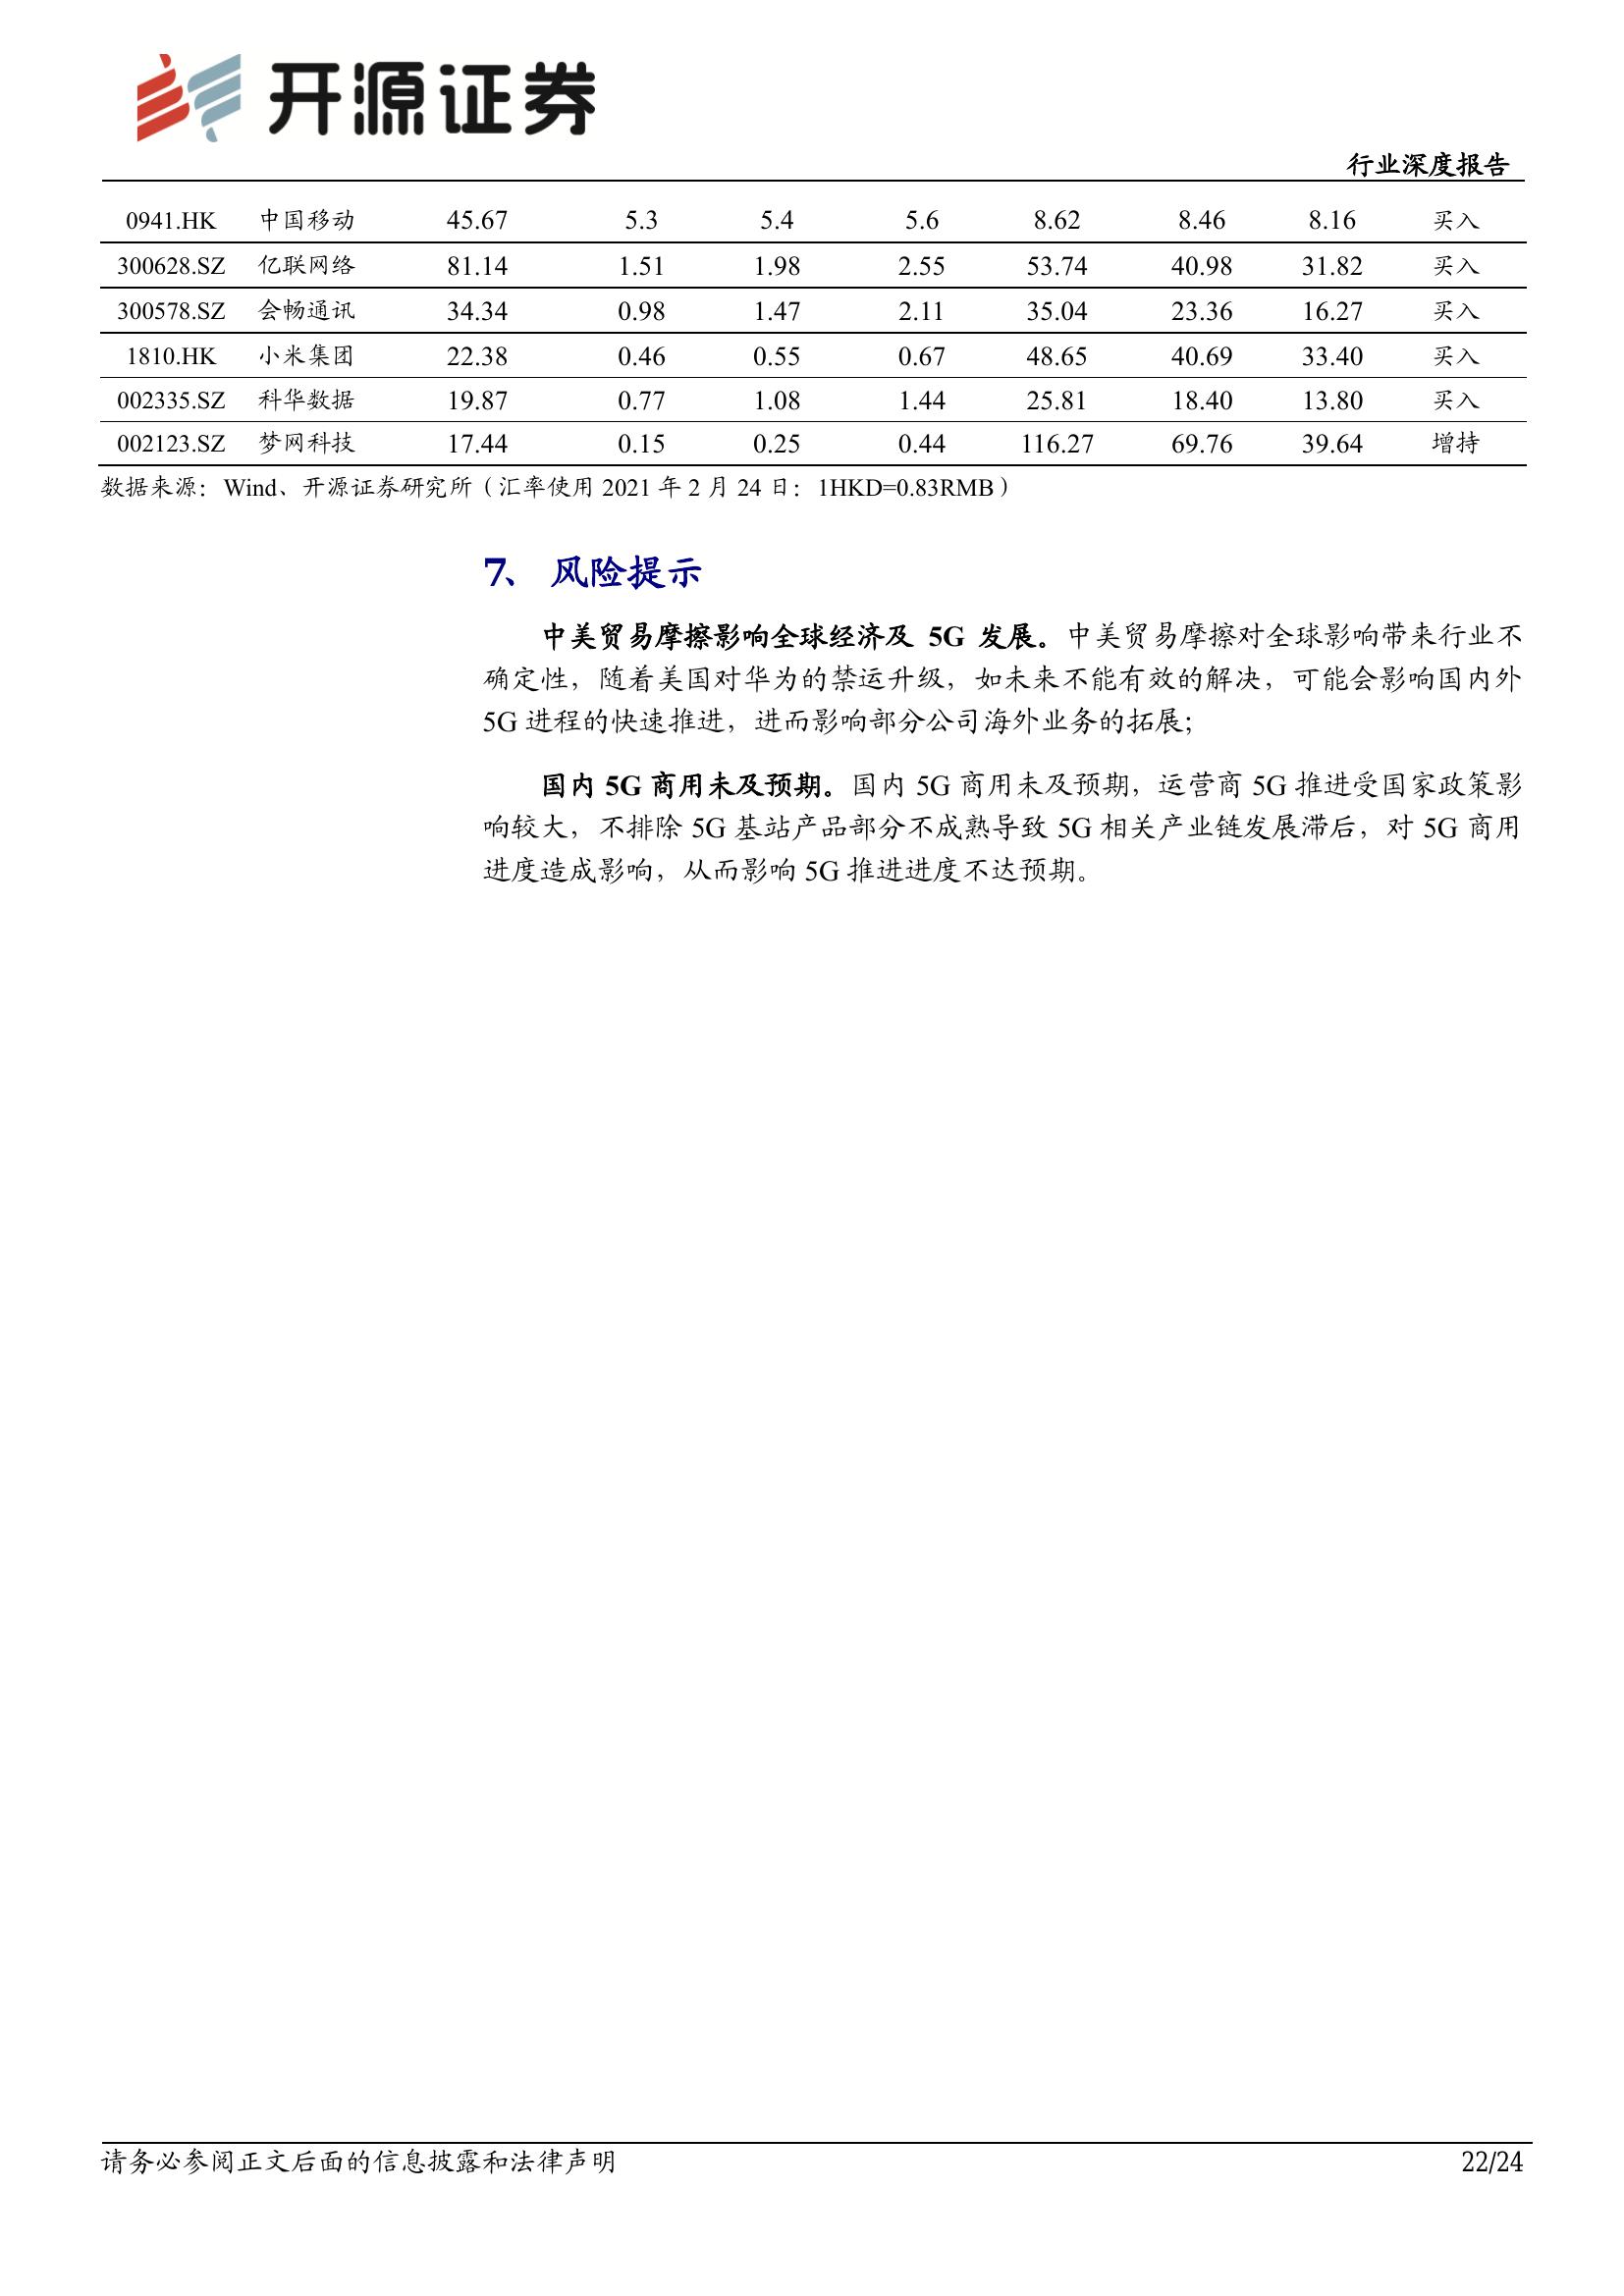 开源证券
行业深度报告
0941.HK 中国移动 45.67 5.3 5.4 5.6 8.62 8.46 8.16 买入
300628.SZ 亿联网络 81.14 1.51 1.98 2.55 53.74 40.98 31.82 买入
300578.SZ 会畅通讯 34.34 0.98 1.47 2.11 35.04 23.36 16.27 买入
1810.HK 小米集团 22.38 0.46 0.55 0.67 48.65 40.69 33.40 买入
002335.SZ 科华数据 19.87 0.77 1.08 1.44 25.81 18.40 13.80 买入
002123.SZ 梦网科技 17.44 0.15 0.25 0.44 116.27 69.76 39.64 增持
数据来源：Wind、开源证券研究所（汇率使用 2021 年 2 月 24 日：1HKD=0.83RMB）
7、 风险提示
中美贸易摩擦影响全球经济及 5G 发展。中美贸易摩擦对全球影响带来行业不
确定性，随着美国对华为的禁运升级，如未来不能有效的解决，可能会影响国内外
5G 进程的快速推进，进而影响部分公司海外业务的拓展；
国内 5G 商用未及预期。国内 5G 商用未及预期，运营商 5G 推进受国家政策影
响较大，不排除 5G 基站产品部分不成熟导致 5G 相关产业链发展滞后，对 5G 商用
进度造成影响，从而影响 5G 推进进度不达预期。
请务必参阅正文后面的信息披露和法律声明
22/24